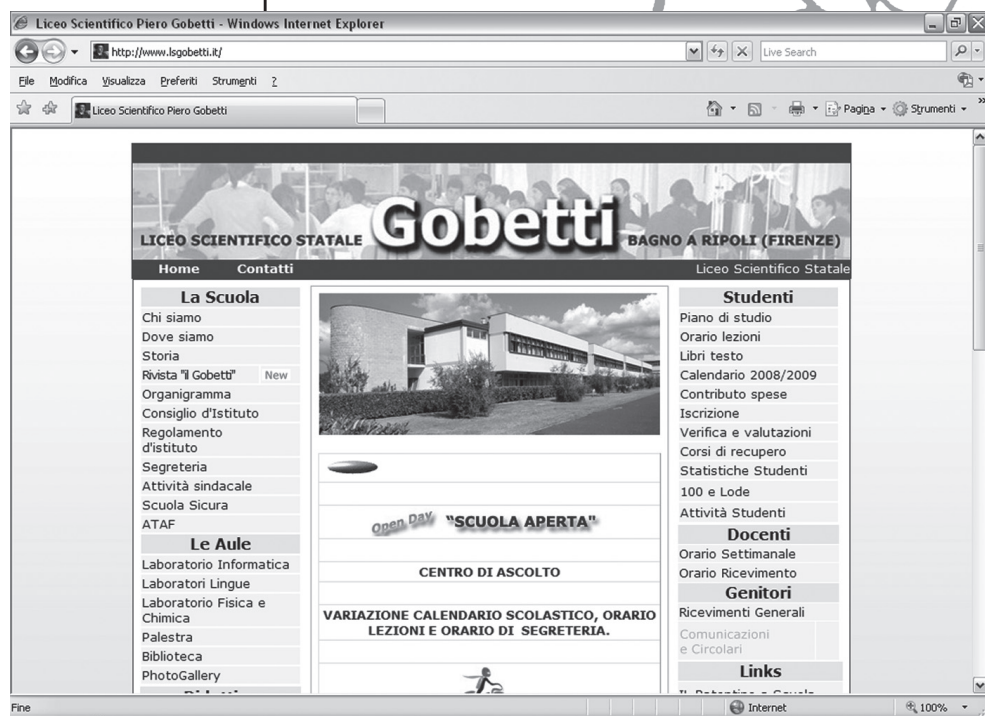 Liceo Scientifico Piero Gobetti - Windows Internet Explorer
http://www.lsgobetti.it/
Live Search
File Modifica Visualizza Preferiti Strumenti ?
Liceo Scientifico Piero Gobetti
Pagina Strumenti »
LICEO SCIENTIFICO STATALE Gobetti BAGNO A RIPOLI (FIRENZE)
Home Contatti
Liceo Scientifico Statale
La Scuola
Chi siamo
Dove siamo
Storia
Rivista "il Gobetti" New
Organigramma
Consiglio d'Istituto
Regolamento
d'istituto
Segreteria
Attività sindacale
Scuola Sicura
ATAF
Le Aule
Laboratorio Informatica
Laboratori Lingue
Laboratorio Fisica e
Chimica
Palestra
Biblioteca
PhotoGallery
Open Day "SCUOLA APERTA"
CENTRO DI ASCOLTO
VARIAZIONE CALENDARIO SCOLASTICO, ORARIO
LEZIONI E ORARIO DI SEGRETERIA.
Studenti
Piano di studio
Orario lezioni
Libri testo
Calendario 2008/2009
Contributo spese
Iscrizione
Verifica e valutazioni
Corsi di recupero
Statistiche Studenti
100 e Lode
Attività Studenti
Docenti
Orario Settimanale
Orario Ricevimento
Genitori
Ricevimenti Generali
Comunicazioni
e Circolari
Links
Fine
Internet
100%